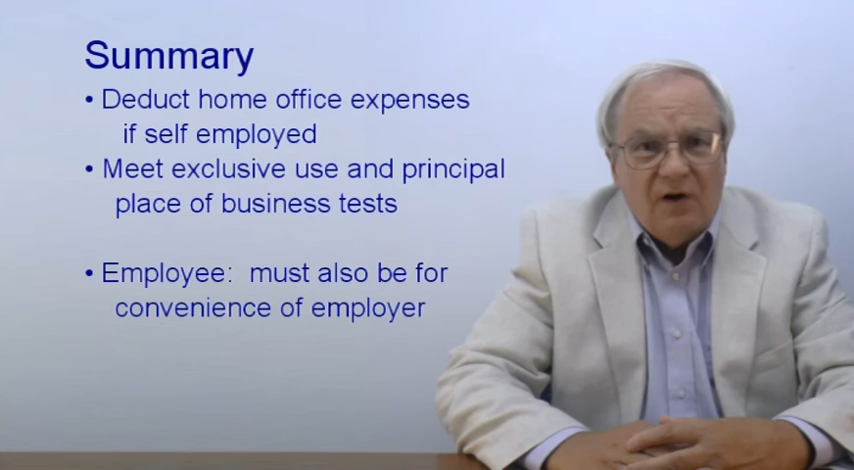 Summary
• Deduct home office expenses
if self employed
• Meet exclusive use and principal
place of business tests
• Employee:  must also be for
convenience of employer